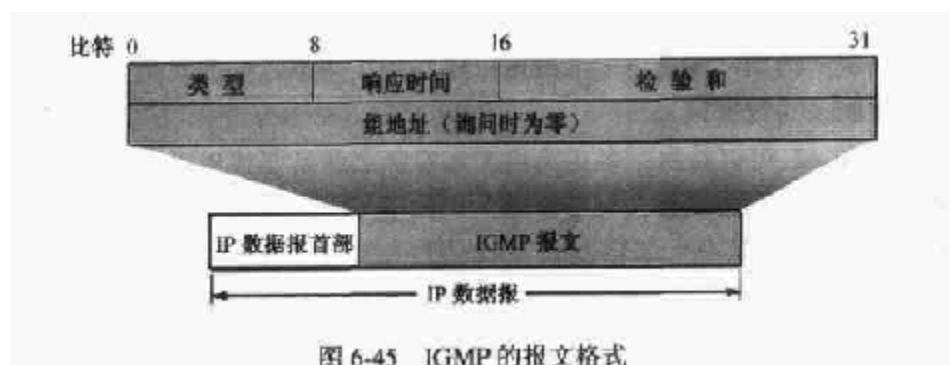 比特 0 8 16 31
类型 响应时间 检验和
组地址（询问时为零）
IP 数据报首部 IGMP 报文
IP 数据报
图 6-45 IGMP 的报文格式